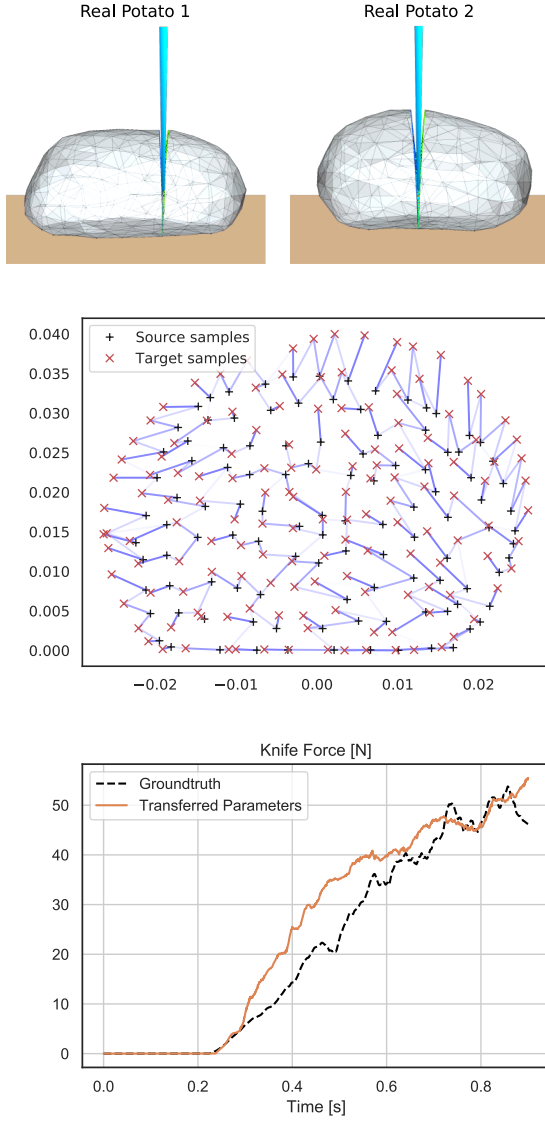 Real Potato 1 Real Potato 2
0.040
0.035
0.030
0.025
0.020
0.015
0.010
0.005
0.000
Source samples
Target samples
−0.02 −0.01 0.00 0.01 0.02
Knife Force [N]
50
40
30
20
10
0
Groundtruth
Transferred Parameters
0.0 0.2 0.4 0.6 0.8
Time [s]